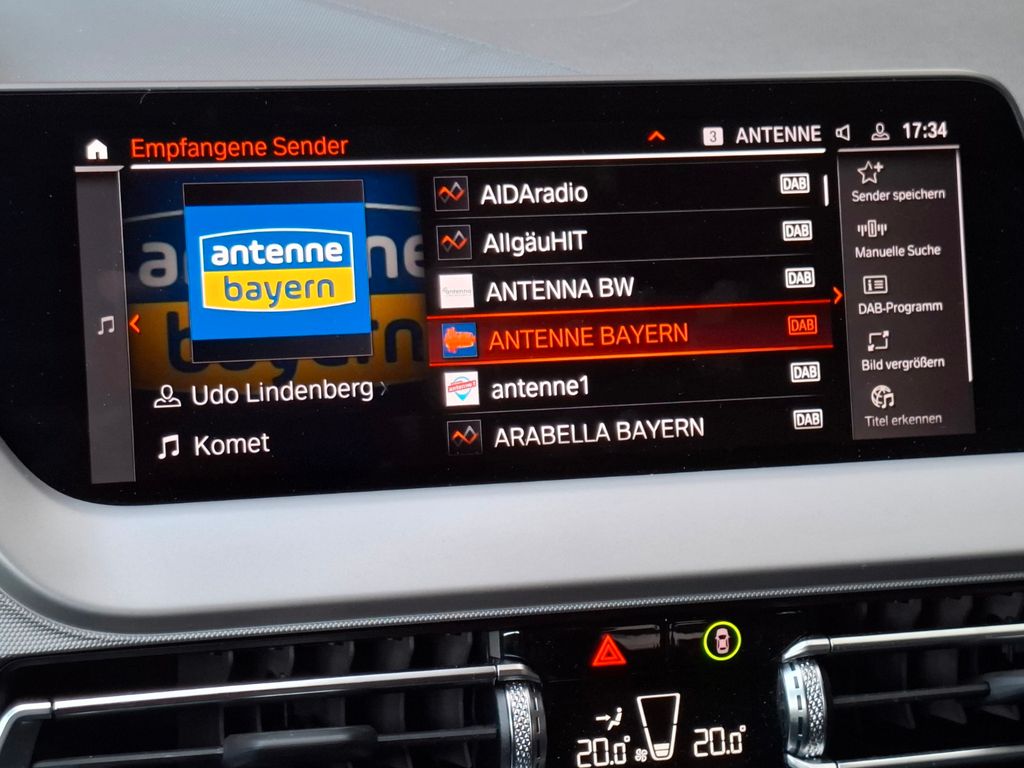 Empfangene Sender
3 ANTENNE 17:34
antenne
bayern
Udo Lindenberg
Komet
AIDAradio DAB
AllgäuHIT DAB
ANTENNA BW DAB
ANTENNE BAYERN DAB
antenne1 DAB
ARABELLA BAYERN DAB
Sender speichern
Manuelle Suche
DAB-Programm
Bild vergrößern
Titel erkennen
20.0° 20.0°